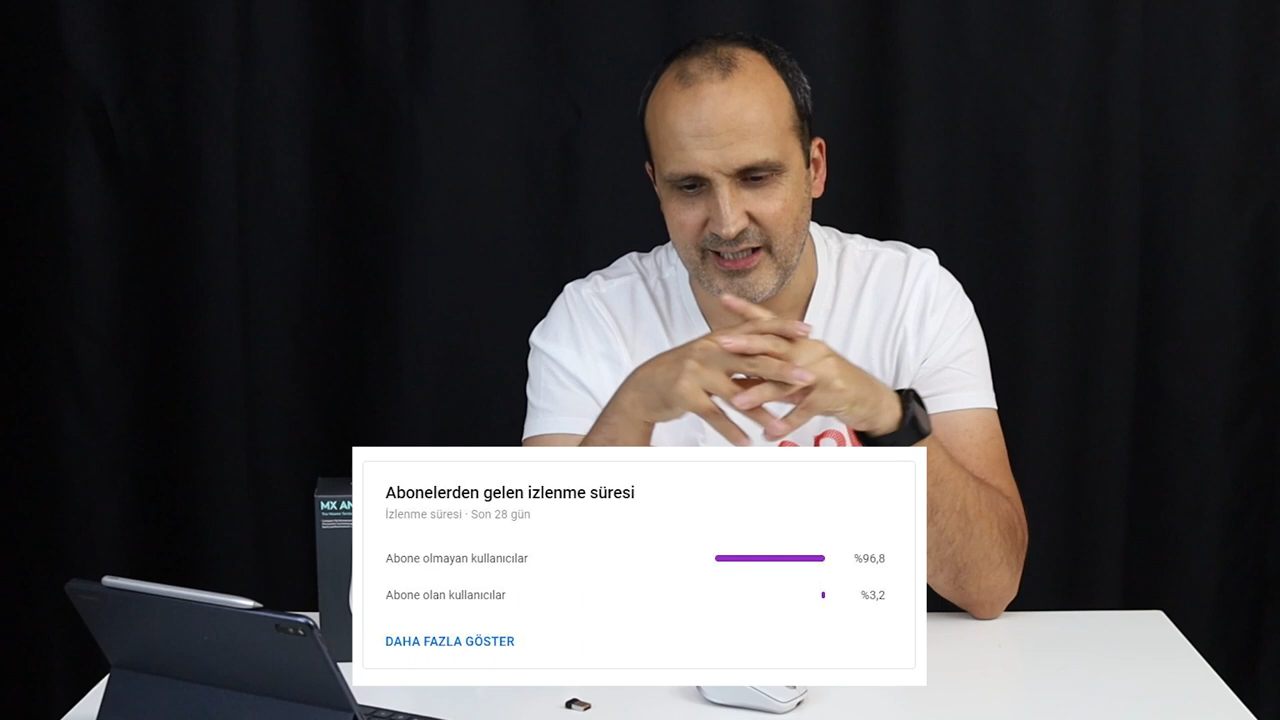 MX AN
Abonelerden gelen izlenme süresi
İzlenme süresi · Son 28 gün
Abone olmayan kullanıcılar %96,8
Abone olan kullanıcılar %3,2
DAHA FAZLA GÖSTER